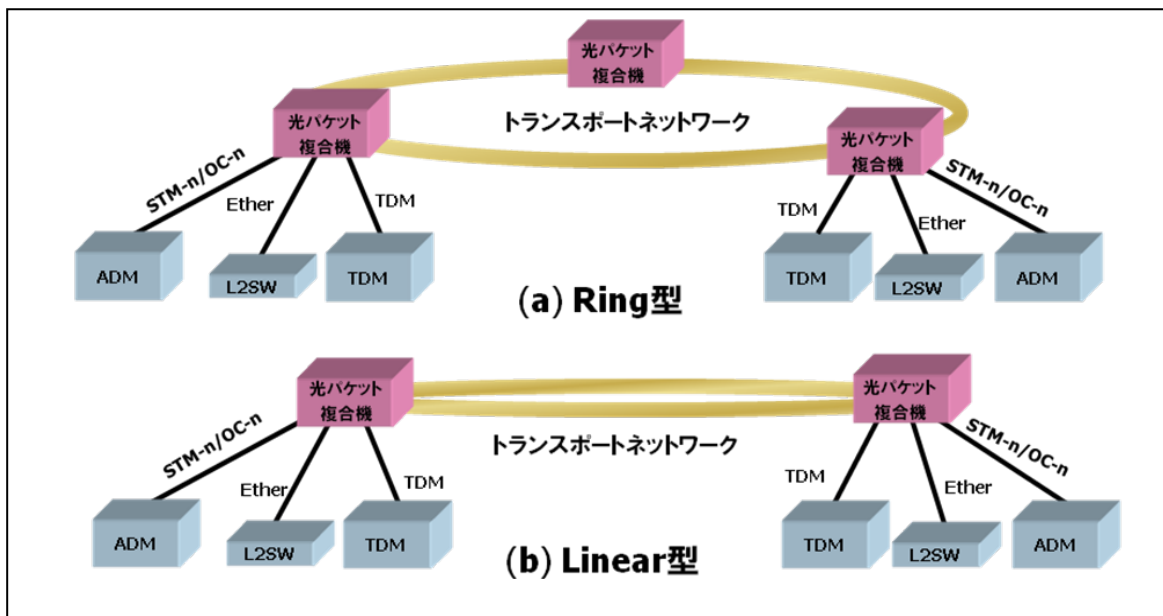 光パケット
複合機
光パケット
複合機
トランスポートネットワーク
光パケット
複合機
STM-n/OC-n
Ether
TDM
TDM
Ether
STM-n/OC-n
ADM
L2SW
TDM
TDM
L2SW
ADM
(a) Ring型
光パケット
複合機
光パケット
複合機
トランスポートネットワーク
STM-n/OC-n
Ether
TDM
TDM
Ether
STM-n/OC-n
ADM
L2SW
TDM
TDM
L2SW
ADM
(b) Linear型